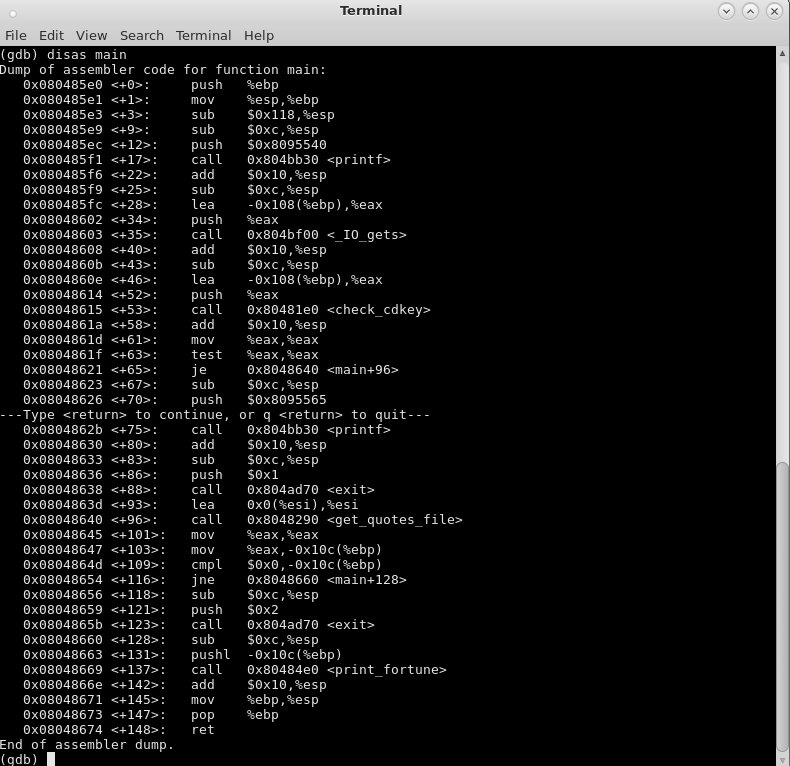 Terminal
File Edit View Search Terminal Help
(gdb) disas main
Dump of assembler code for function main:
   0x080485e0 <+0>:     push   %ebp
   0x080485e1 <+1>:     mov    %esp,%ebp
   0x080485e3 <+3>:     sub    $0x118,%esp
   0x080485e9 <+9>:     sub    $0xc,%esp
   0x080485ec <+12>:    push   $0x8095540
   0x080485f1 <+17>:    call   0x804bb30 <printf>
   0x080485f6 <+22>:    add    $0x10,%esp
   0x080485f9 <+25>:    sub    $0xc,%esp
   0x080485fc <+28>:    lea    -0x108(%ebp),%eax
   0x08048602 <+34>:    push   %eax
   0x08048603 <+35>:    call   0x804bf00 <_IO_gets>
   0x08048608 <+40>:    add    $0x10,%esp
   0x0804860b <+43>:    sub    $0xc,%esp
   0x0804860e <+46>:    lea    -0x108(%ebp),%eax
   0x08048614 <+52>:    push   %eax
   0x08048615 <+53>:    call   0x80481e0 <check_cdkey>
   0x0804861a <+58>:    add    $0x10,%esp
   0x0804861d <+61>:    mov    %eax,%eax
   0x0804861f <+63>:    test   %eax,%eax
   0x08048621 <+65>:    je     0x8048640 <main+96>
   0x08048623 <+67>:    sub    $0xc,%esp
   0x08048626 <+70>:    push   $0x8095565
---Type <return> to continue, or q <return> to quit---
   0x0804862b <+75>:    call   0x804bb30 <printf>
   0x08048630 <+80>:    add    $0x10,%esp
   0x08048633 <+83>:    sub    $0xc,%esp
   0x08048636 <+86>:    push   $0x1
   0x08048638 <+88>:    call   0x804ad70 <exit>
   0x0804863d <+93>:    lea    0x0(%esi),%esi
   0x08048640 <+96>:    call   0x8048290 <get_quotes_file>
   0x08048645 <+101>:   mov    %eax,%eax
   0x08048647 <+103>:   mov    %eax,-0x10c(%ebp)
   0x0804864d <+109>:   cmpl   $0x0,-0x10c(%ebp)
   0x08048654 <+116>:   jne    0x8048660 <main+128>
   0x08048656 <+118>:   sub    $0xc,%esp
   0x08048659 <+121>:   push   $0x2
   0x0804865b <+123>:   call   0x804ad70 <exit>
   0x08048660 <+128>:   sub    $0xc,%esp
   0x08048663 <+131>:   pushl  -0x10c(%ebp)
   0x08048669 <+137>:   call   0x80484e0 <print_fortune>
   0x0804866e <+142>:   add    $0x10,%esp
   0x08048671 <+145>:   mov    %ebp,%esp
   0x08048673 <+147>:   pop    %ebp
   0x08048674 <+148>:   ret
End of assembler dump.
(gdb)